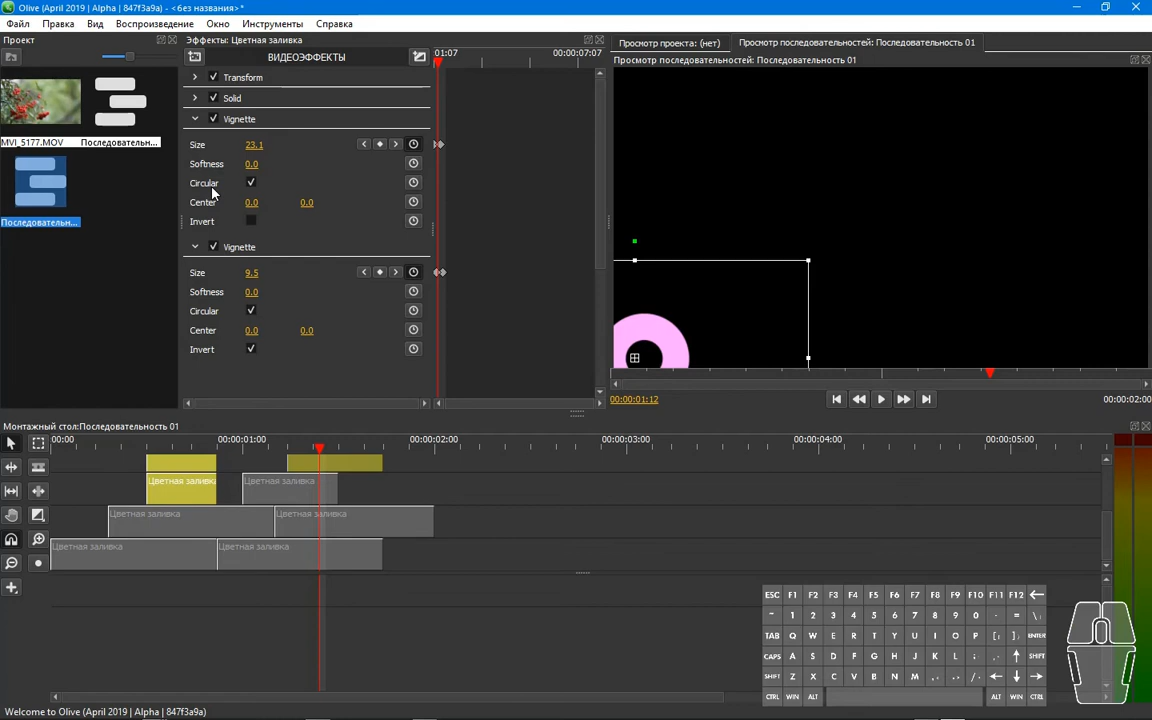 Olive (April 2019 | Alpha | 847f3a9a) - <без названия>*
Файл Правка Вид Воспроизведение Окно Инструменты Справка
Проект
Эффекты: Цветная заливка
ВИДЕОЭФФЕКТЫ
01:07 00:00:07:07
Просмотр проекта: (нет) Просмотр последовательностей: Последовательность 01
Просмотр последовательностей: Последовательность 01
Transform
Solid
Vignette
MVI_5177.MOV Последовательн...
Последовательн...
Size 23.1
Softness 0.0
Circular
Center 0.0 0.0
Invert
Vignette
Size 9.5
Softness 0.0
Circular
Center 0.0 0.0
Invert
00:00:01:12 00:00:02:00
Монтажный стол:Последовательность 01
00:00 00:00:01:00 00:00:02:00 00:00:03:00 00:00:04:00 00:00:05:00
Цветная заливка Цветная заливка
Цветная заливка Цветная заливка
Цветная заливка Цветная заливка
ESC F1 F2 F3 F4 F5 F6 F7 F8 F9 F10 F11 F12
1 2 3 4 5 6 7 8 9 0 - = \
TAB Q W E R T Y U I O P [ ] ENTER
CAPS A S D F G H J K L ; SHIFT
SHIFT Z X C V B N M
CTRL WIN ALT ALT WIN CTRL
Welcome to Olive (April 2019 | Alpha | 847f3a9a)